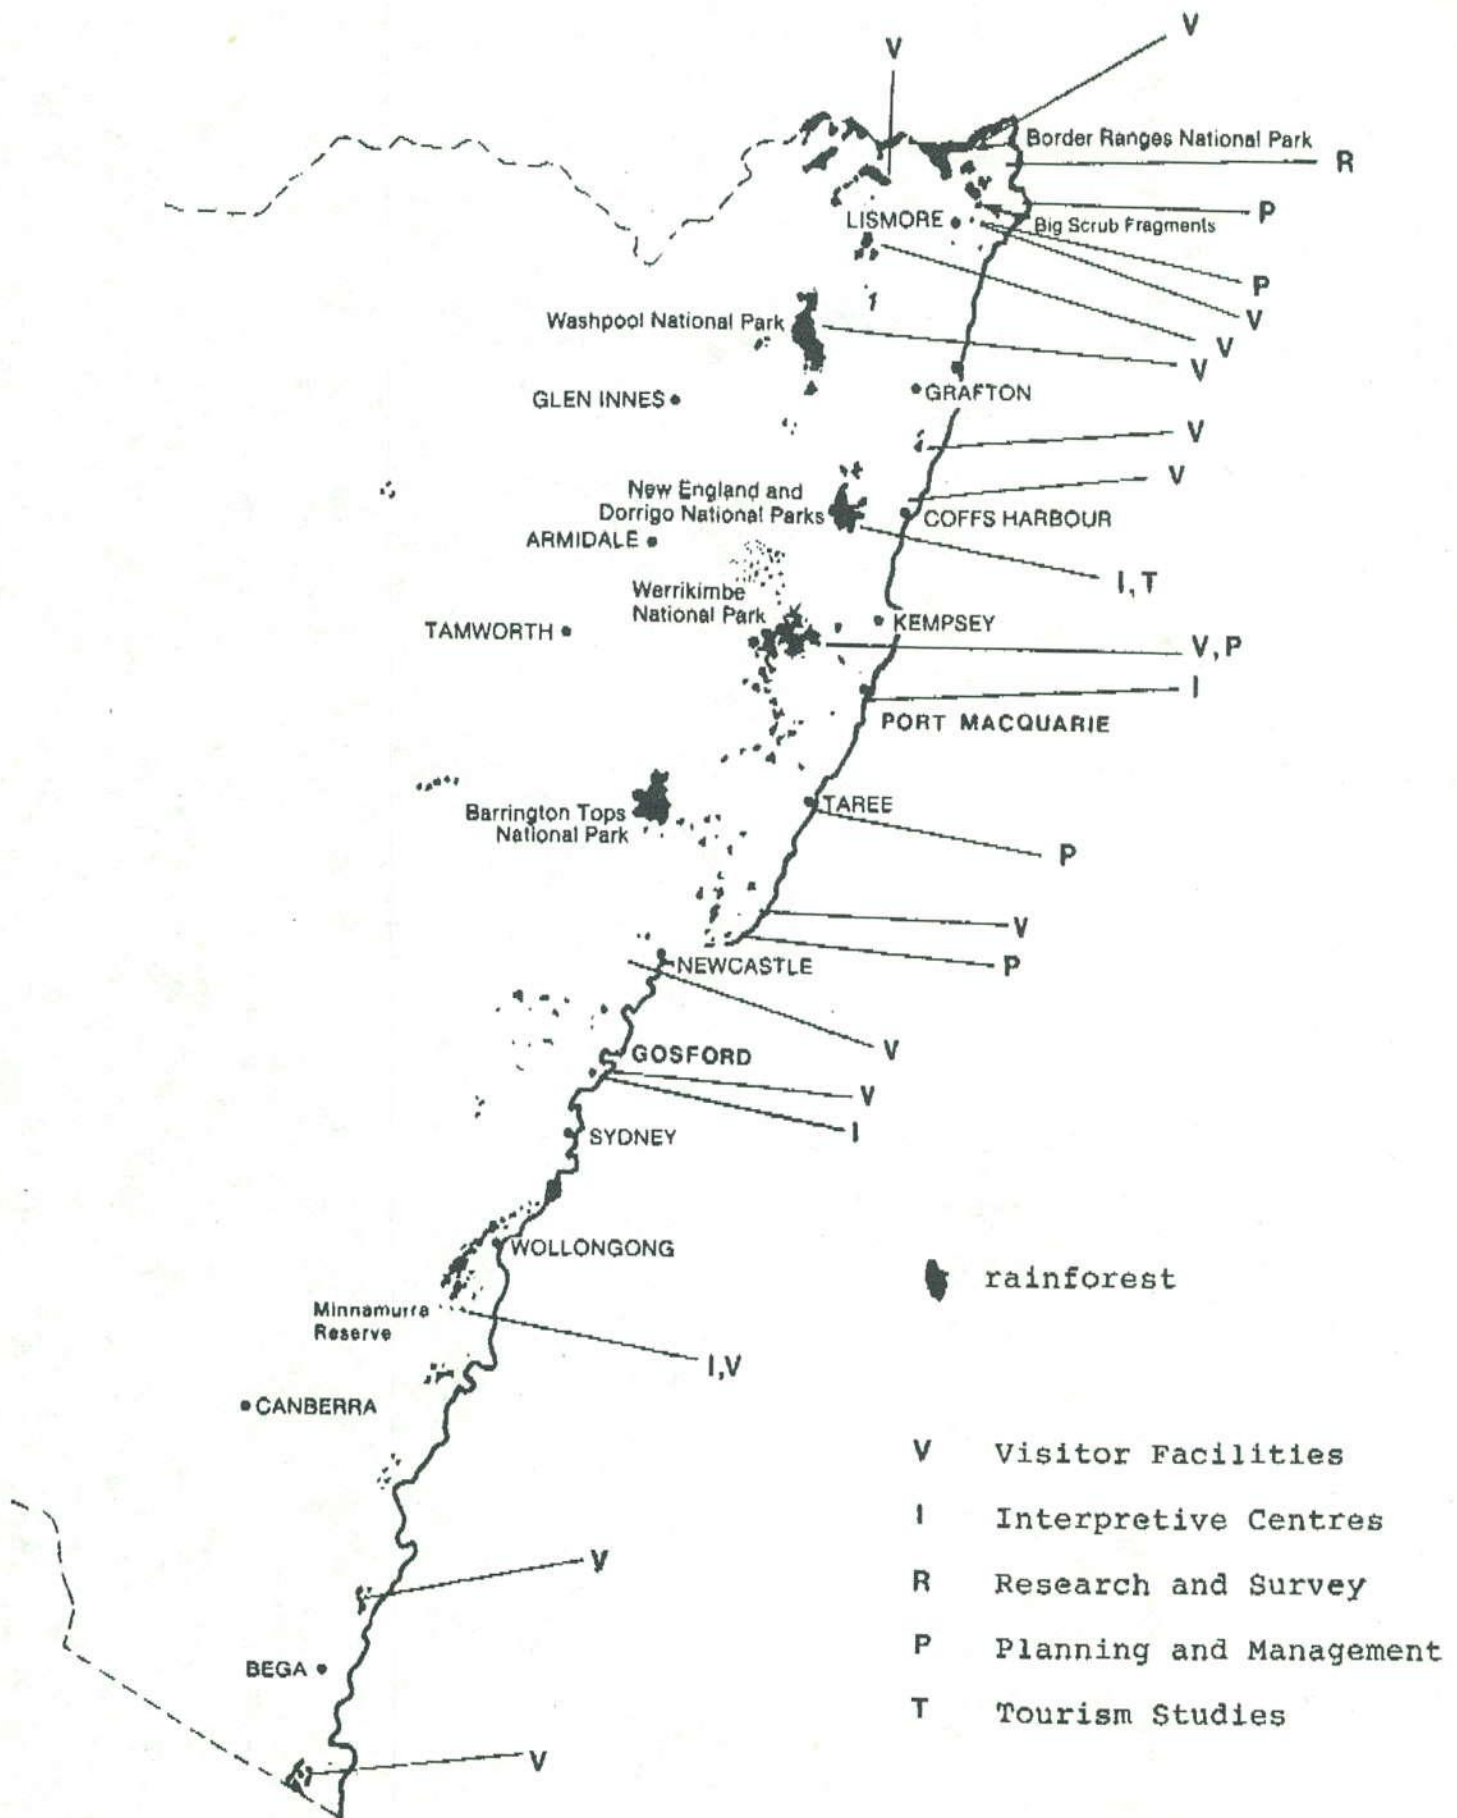 V
V
Border Ranges National Park
R
P
LISMORE
Big Scrub Fragments
P
V
Washpool National Park
V
V
GLEN INNES
GRAFTON
V
V
New England and
Dorrigo National Parks
COFFS HARBOUR
ARMIDALE
I, T
Werrikimbe
National Park
KEMPSEY
TAMWORTH
V, P
I
PORT MACQUARIE
TAREE
Barrington Tops
National Park
P
V
P
NEWCASTLE
V
GOSFORD
V
I
SYDNEY
WOLLONGONG
rainforest
Minnamurra
Reserve
I,V
CANBERRA
V Visitor Facilities
I Interpretive Centres
R Research and Survey
P Planning and Management
T Tourism Studies
V
BEGA
V